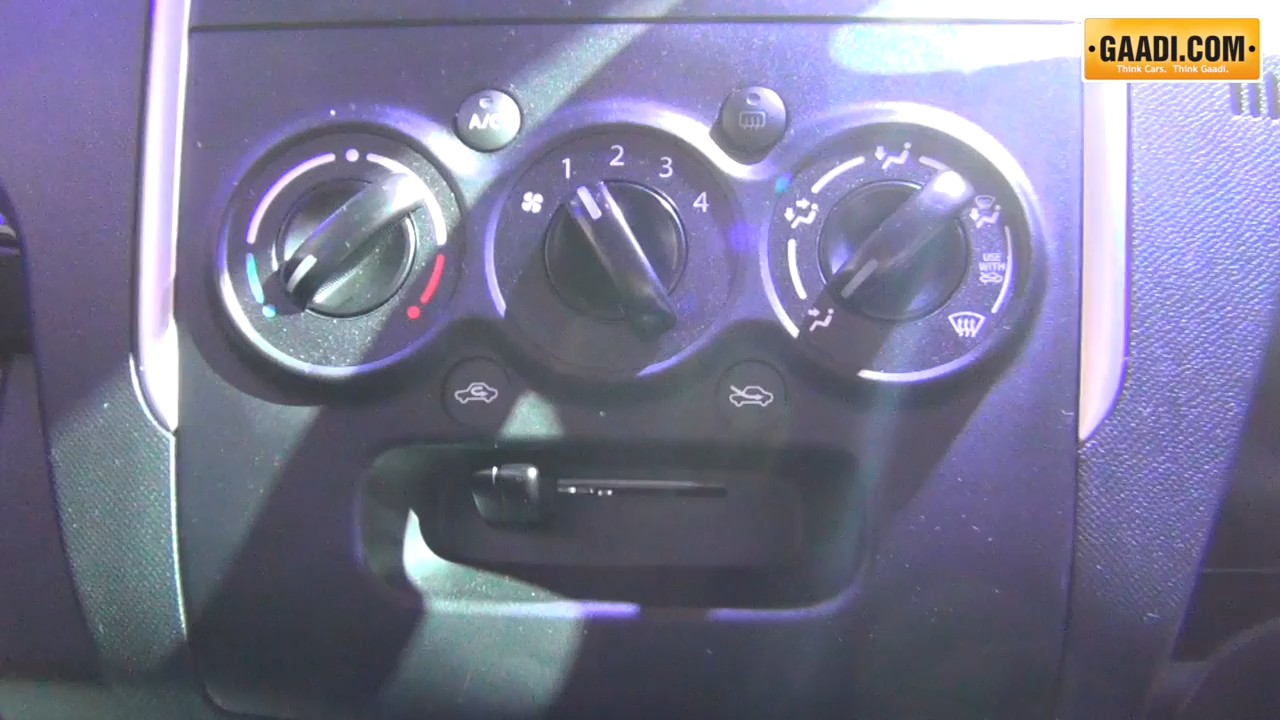 GAADI.COM
Think Cars. Think Gaadi.
A/C
1 2 3 4
USE
WITH